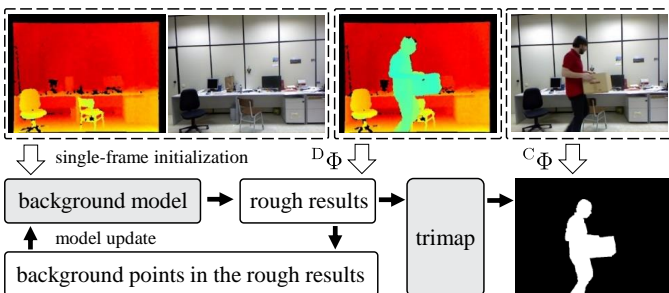 single-frame initialization
ᴰΦ
ᶜΦ
background model
rough results
trimap
model update
background points in the rough results